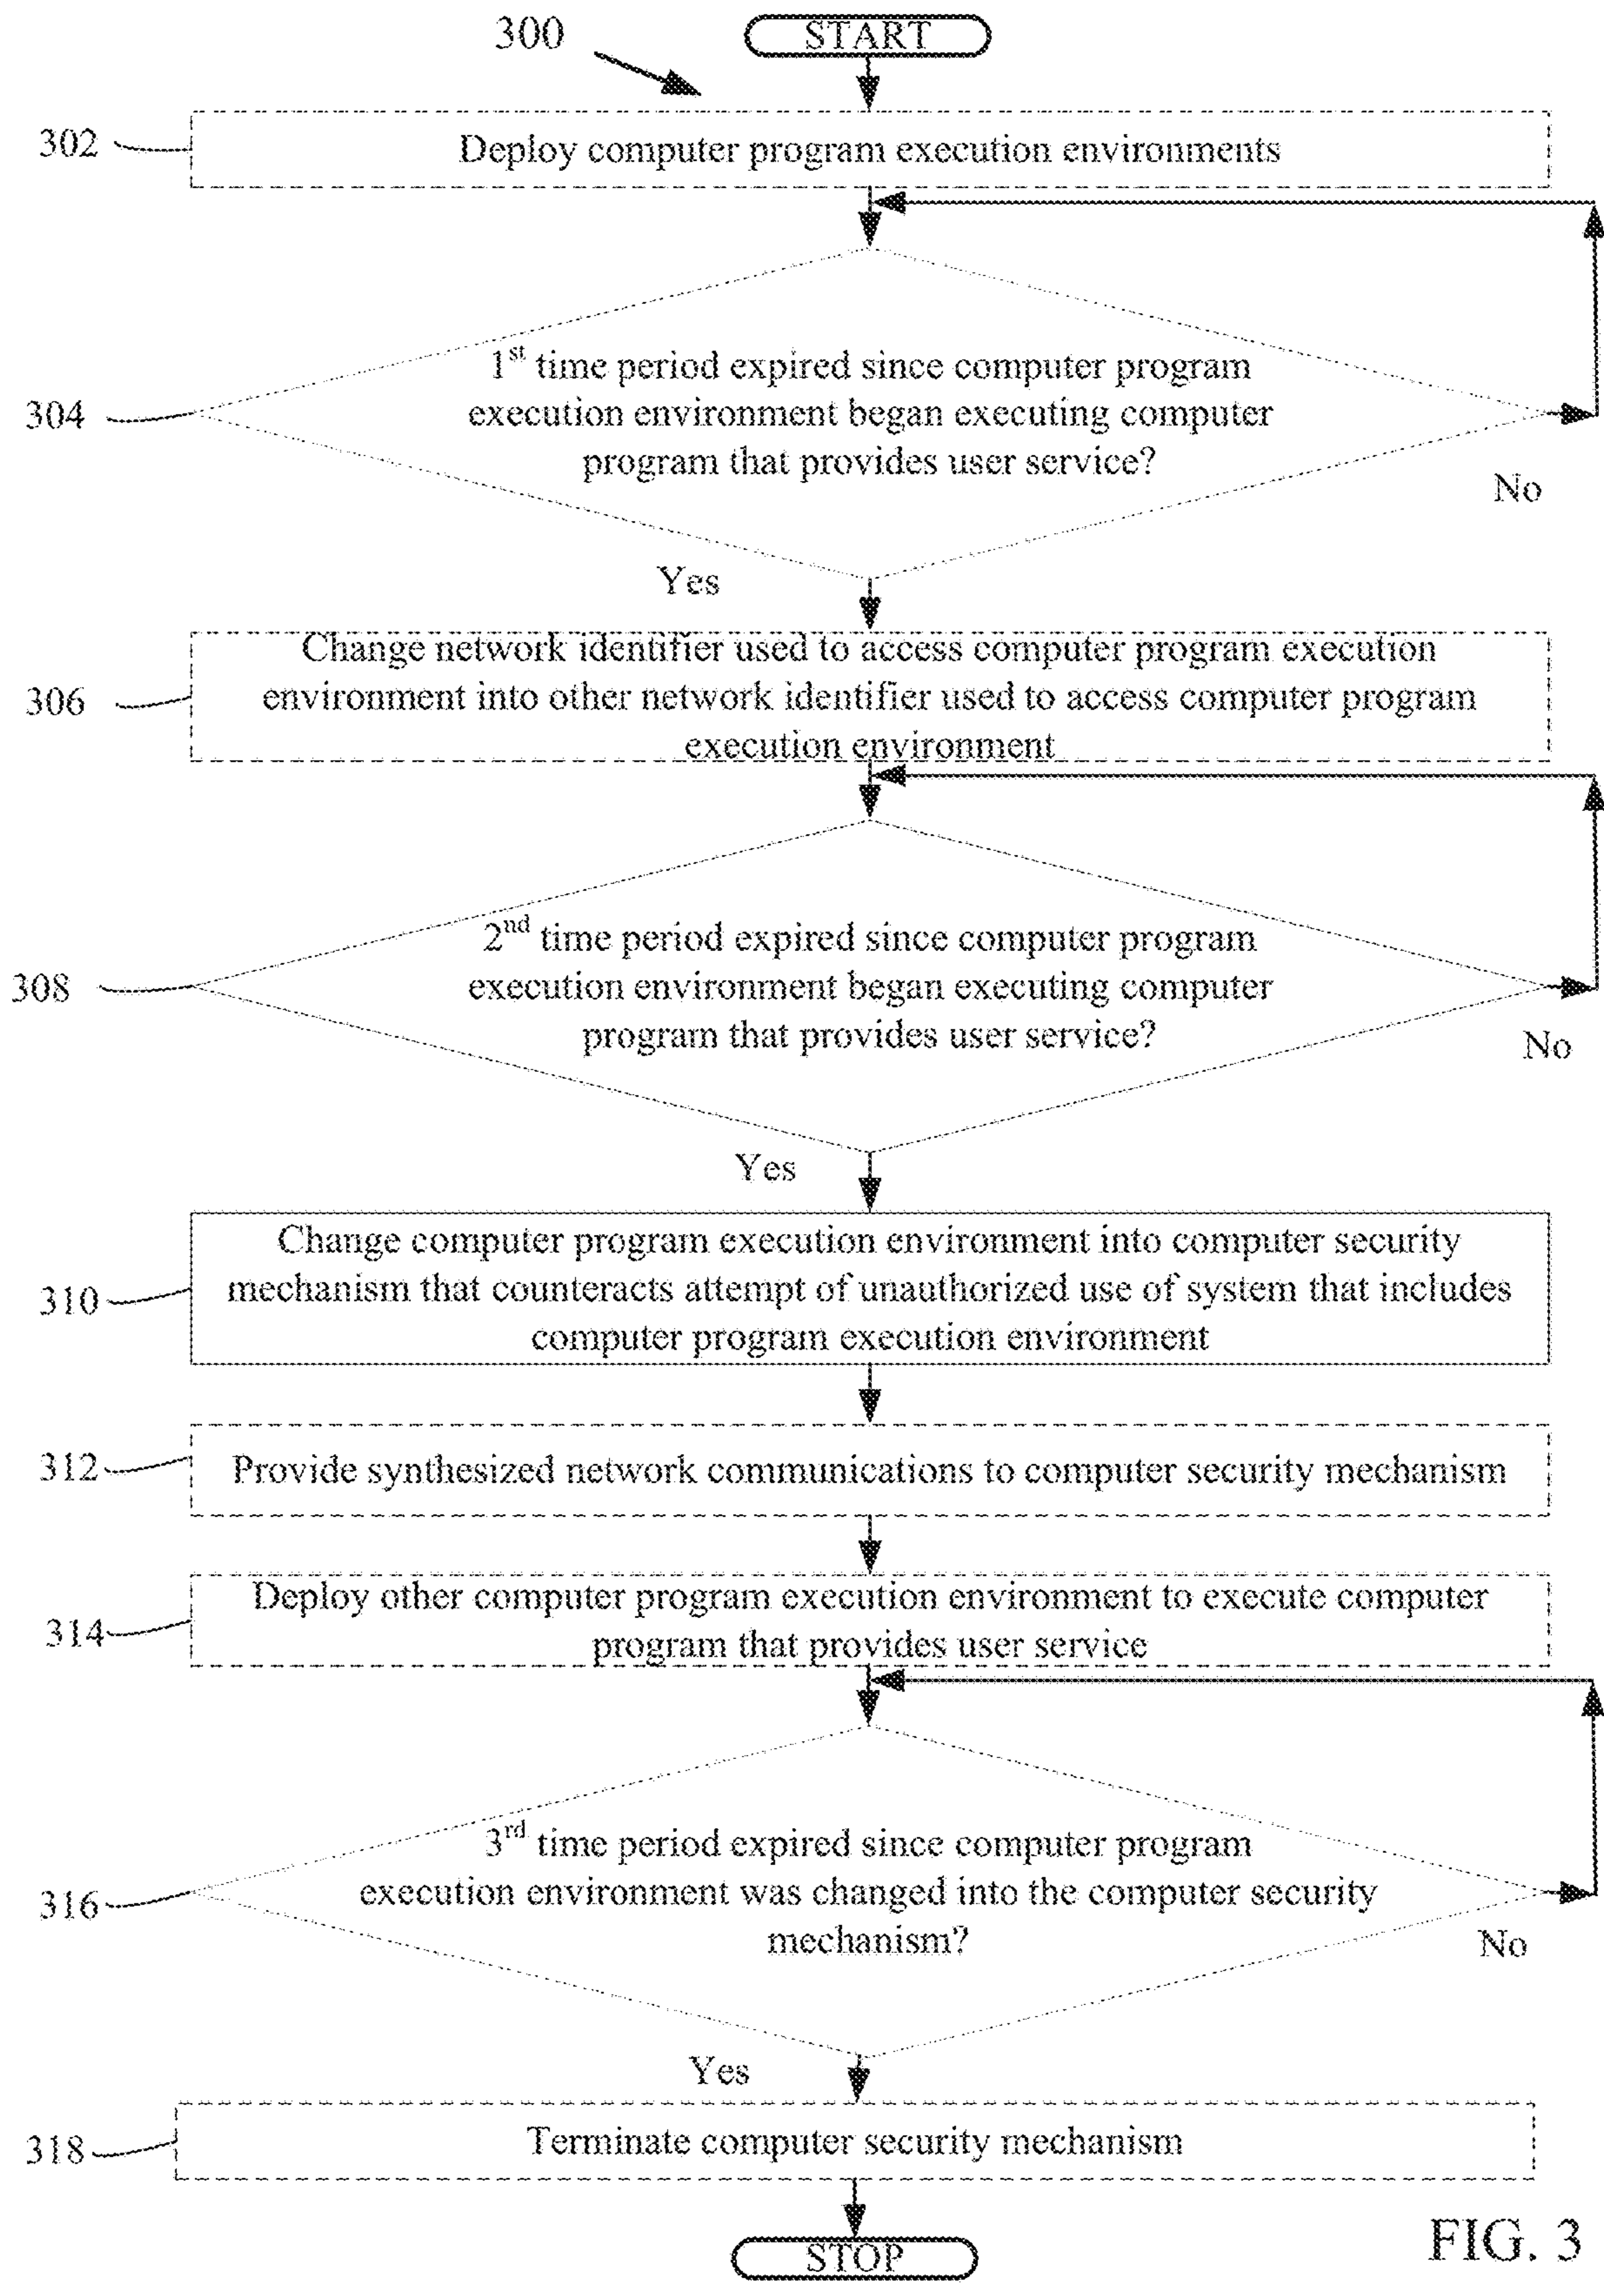 300
START
302
Deploy computer program execution environments
1st time period expired since computer program
execution environment began executing computer
program that provides user service?
304
No
Yes
Change network identifier used to access computer program execution
environment into other network identifier used to access computer program
execution environment
306
2nd time period expired since computer program
execution environment began executing computer
program that provides user service?
308
No
Yes
Change computer program execution environment into computer security
mechanism that counteracts attempt of unauthorized use of system that includes
computer program execution environment
310
312
Provide synthesized network communications to computer security mechanism
Deploy other computer program execution environment to execute computer
program that provides user service
314
3rd time period expired since computer program
execution environment was changed into the computer security
mechanism?
316
No
Yes
318
Terminate computer security mechanism
STOP
FIG. 3